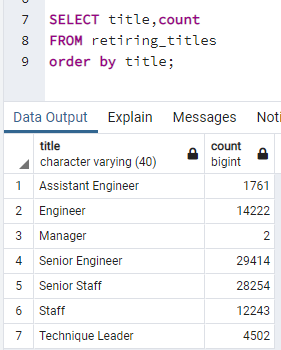 7 SELECT title,count
8 FROM retiring_titles
9 order by title;
Data Output Explain Messages Noti
title count
character varying (40) bigint
1 Assistant Engineer 1761
2 Engineer 14222
3 Manager 2
4 Senior Engineer 29414
5 Senior Staff 28254
6 Staff 12243
7 Technique Leader 4502